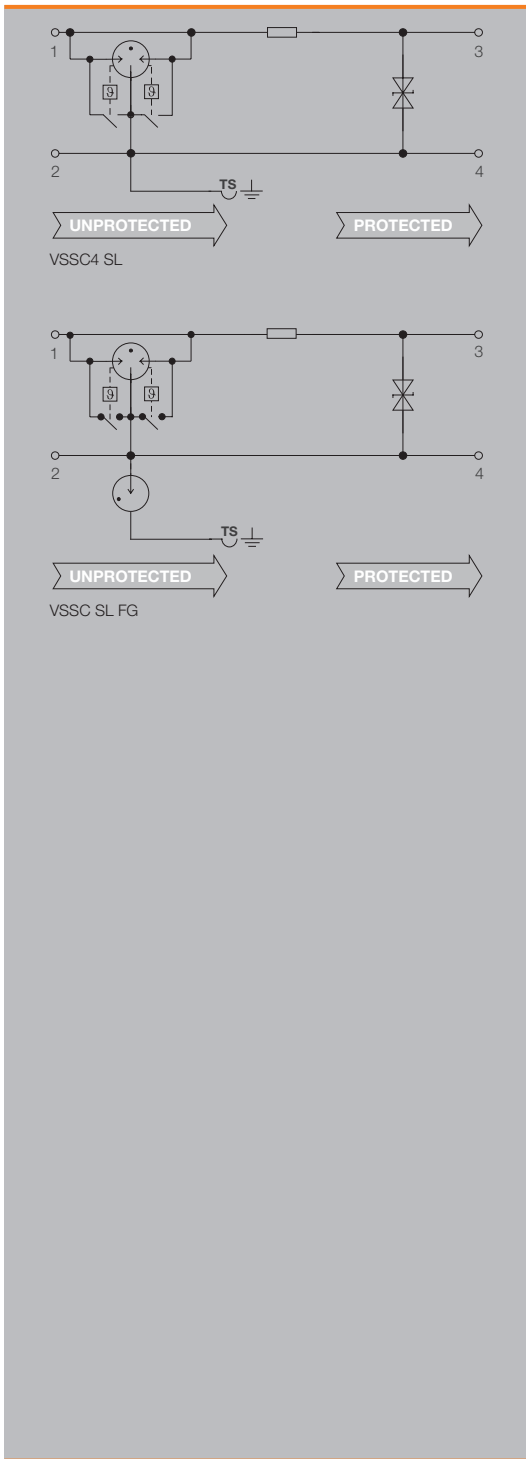 1 3
ϑ ϑ
2 4
TS
UNPROTECTED PROTECTED
VSSC4 SL
1 3
ϑ ϑ
2 4
TS
UNPROTECTED PROTECTED
VSSC SL FG